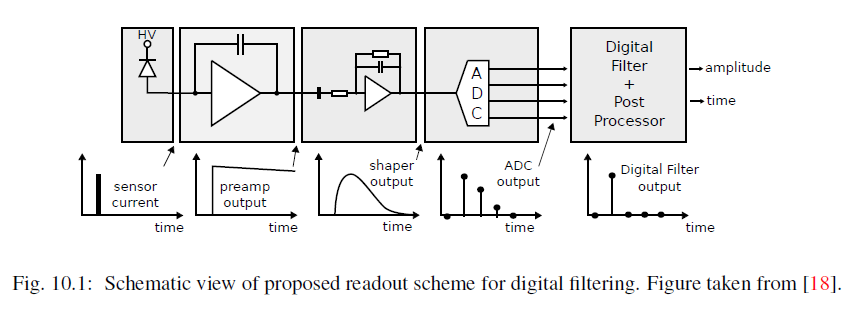 HV
A
D
C
Digital
Filter
+
Post
Processor
amplitude
time
sensor
current
time
preamp
output
time
shaper
output
time
ADC
output
time
Digital Filter
output
time
Fig. 10.1: Schematic view of proposed readout scheme for digital filtering. Figure taken from [18].